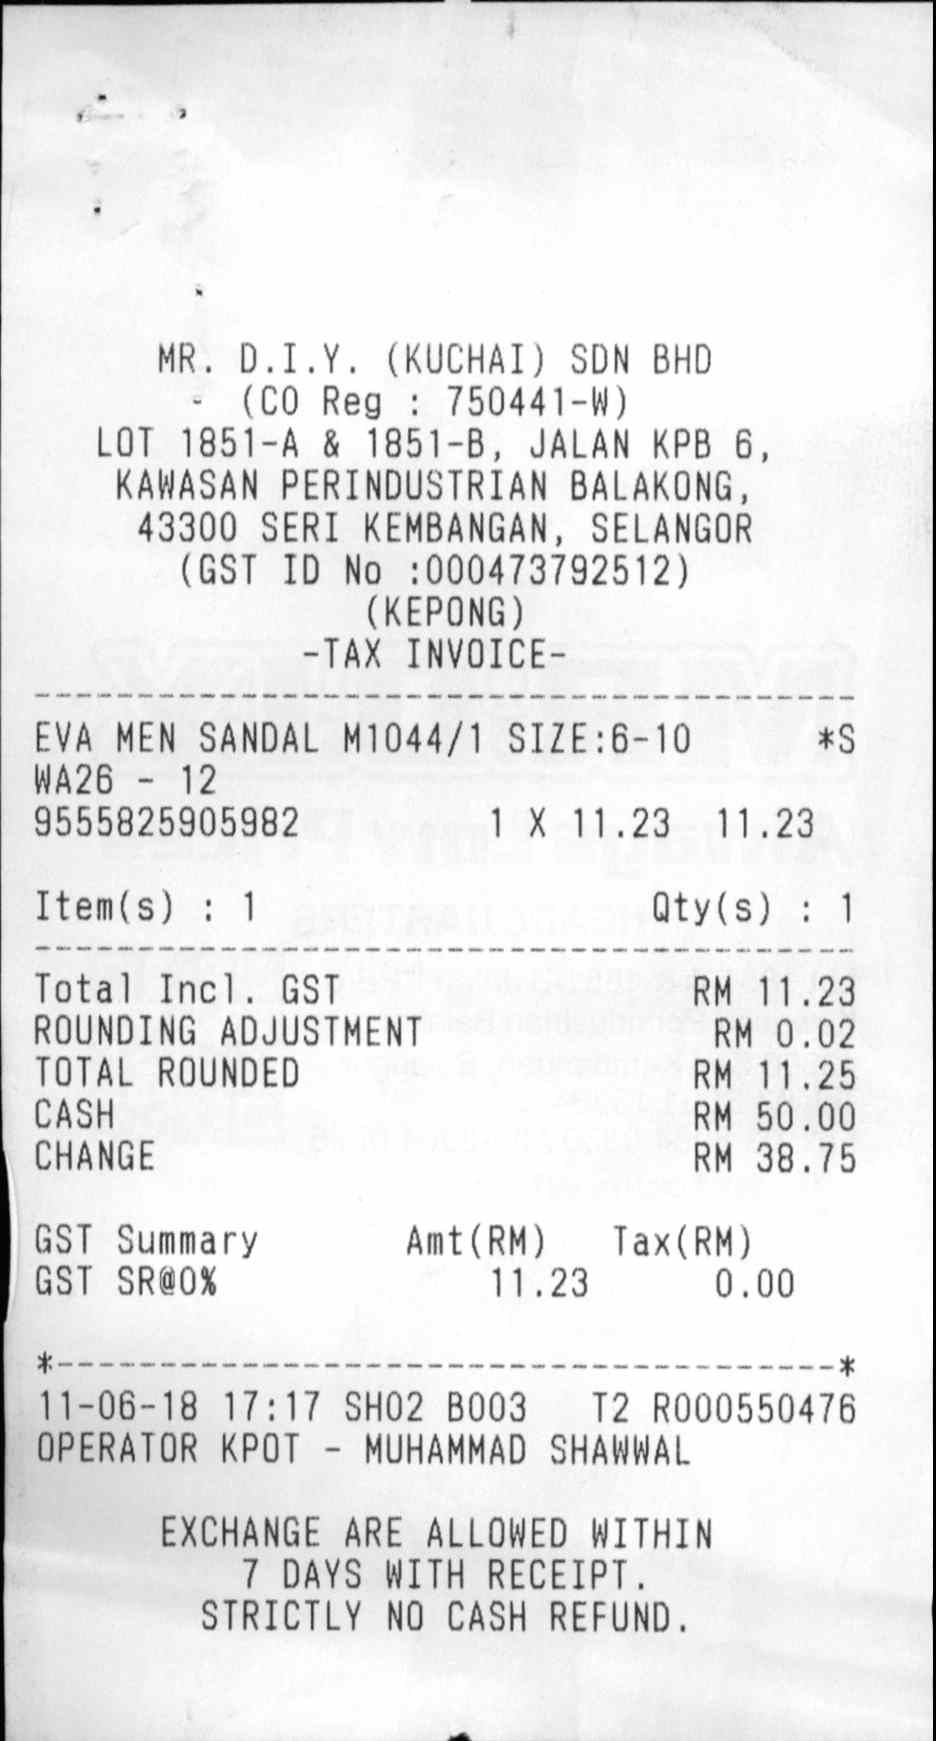 MR. D.I.Y. (KUCHAI) SDN BHD
- (CO Reg : 750441-W)
LOT 1851-A & 1851-B, JALAN KPB 6,
KAWASAN PERINDUSTRIAN BALAKONG,
43300 SERI KEMBANGAN, SELANGOR
(GST ID No :000473792512)
(KEPONG)
-TAX INVOICE-
EVA MEN SANDAL M1044/1 SIZE:6-10 *S
WA26 - 12
9555825905982 1 X 11.23 11.23
Item(s) : 1 Qty(s) : 1
Total Incl. GST RM 11.23
ROUNDING ADJUSTMENT RM 0.02
TOTAL ROUNDED RM 11.25
CASH RM 50.00
CHANGE RM 38.75
GST Summary Amt(RM) Tax(RM)
GST SR@0% 11.23 0.00
*--------------------------------------*
11-06-18 17:17 SH02 B003 T2 R000550476
OPERATOR KPOT - MUHAMMAD SHAWWAL
EXCHANGE ARE ALLOWED WITHIN
7 DAYS WITH RECEIPT.
STRICTLY NO CASH REFUND.